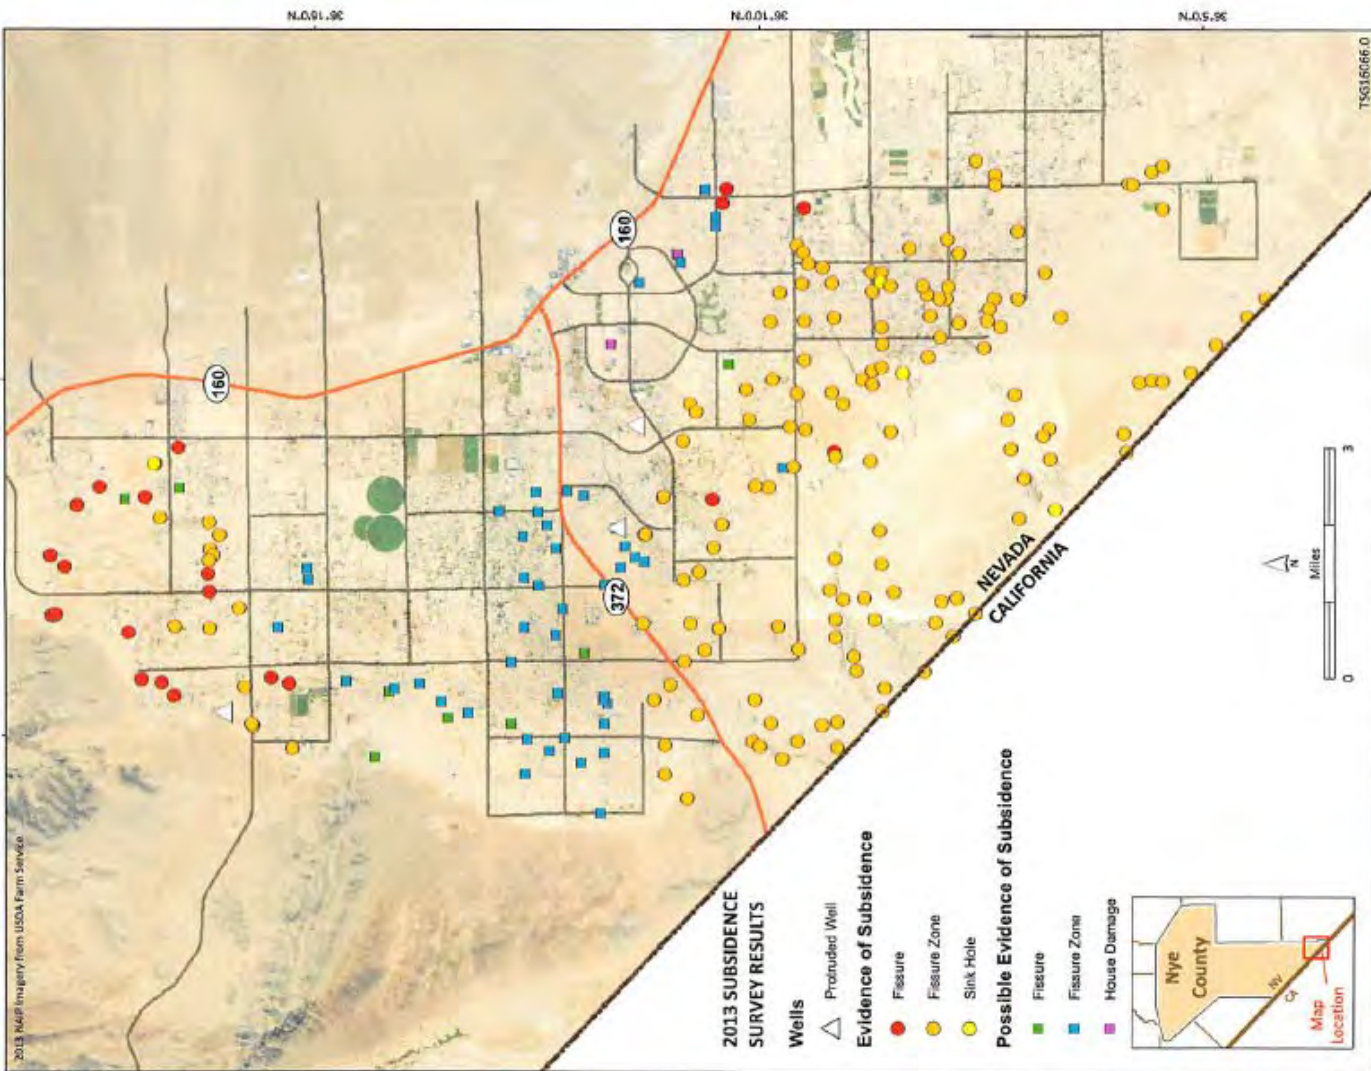 36°16'0"N
36°10'0"N
36°5'0"N
2013 NAIP Imagery from USDA Farm Service
160
160
372
NEVADA
CALIFORNIA
N
Miles
0
3
2013 SUBSIDENCE
SURVEY RESULTS
Wells
Protruded Well
Evidence of Subsidence
Fissure
Fissure Zone
Sink Hole
Possible Evidence of Subsidence
Fissure
Fissure Zone
House Damage
Nye
County
NV
CA
Map
Location
TSG16066.0